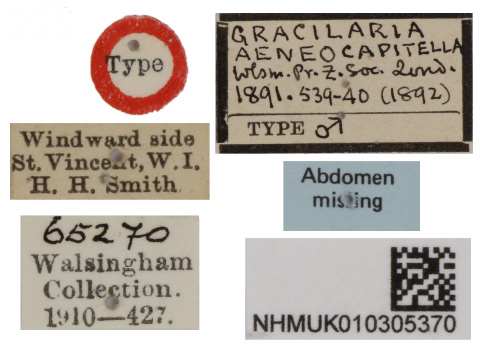 Type
GRACILARIA
AENEOCAPITELLA
Wlsm. Pr. Z. Soc. Lond.
1891. 539-40 (1892)
TYPE ♂
Windward side
St. Vincent, W. I.
H. H. Smith
Abdomen
missing
65270
Walsingham
Collection.
1910—427.
NHMUK010305370